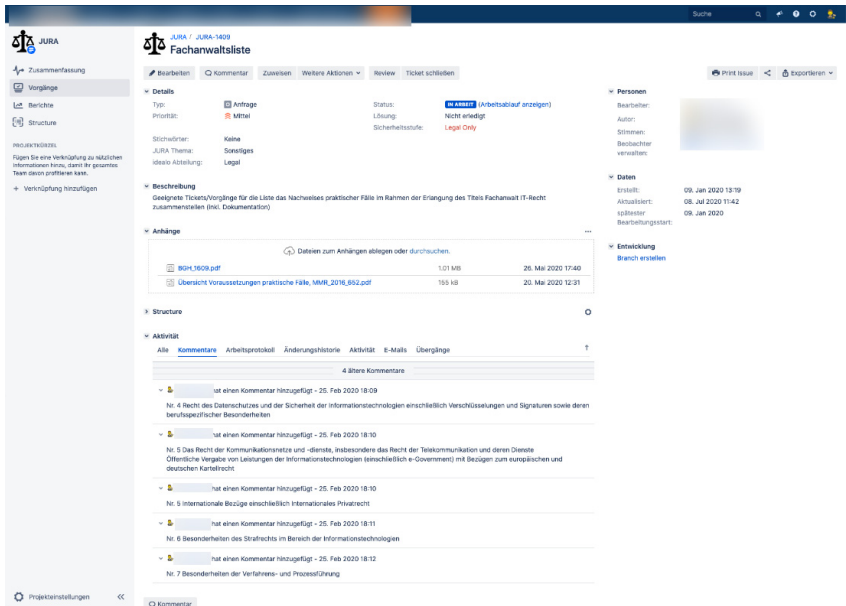 Suche
JURA
Zusammenfassung
Vorgänge
Berichte
Structure
PROJEKTKÜRZEL
Fügen Sie eine Verknüpfung zu nützlichen
Informationen hinzu, damit Ihr gesamtes
Team davon profitieren kann.
+ Verknüpfung hinzufügen
Projekteinstellungen
JURA / JURA-1409
Fachanwaltsliste
Bearbeiten Kommentar Zuweisen Weitere Aktionen Review Ticket schließen
Print Issue Exportieren
Details
Typ: Anfrage
Priorität: Mittel
Status: IN ARBEIT (Arbeitsablauf anzeigen)
Lösung: Nicht erledigt
Sicherheitsstufe: Legal Only
Stichwörter: Keine
JURA Thema: Sonstiges
idealo Abteilung: Legal
Beschreibung
Geeignete Tickets/Vorgänge für die Liste das Nachweises praktischer Fälle im Rahmen der Erlangung des Titels Fachanwalt IT-Recht
zusammenstellen (inkl. Dokumentation)
Anhänge
Dateien zum Anhängen ablegen oder durchsuchen.
BGH_1609.pdf 1.01 MB 26. Mai 2020 17:40
Übersicht Voraussetzungen praktische Fälle, MMR_2016_652.pdf 155 kB 20. Mai 2020 12:31
Structure
Aktivität
Alle Kommentare Arbeitsprotokoll Änderungshistorie Aktivität E-Mails Übergänge
4 ältere Kommentare
hat einen Kommentar hinzugefügt - 25. Feb 2020 18:09
Nr. 4 Recht des Datenschutzes und der Sicherheit der Informationstechnologien einschließlich Verschlüsselungen und Signaturen sowie deren
berufsspezifischer Besonderheiten
hat einen Kommentar hinzugefügt - 25. Feb 2020 18:10
Nr. 5 Das Recht der Kommunikationsnetze und -dienste, insbesondere das Recht der Telekommunikation und deren Dienste
Öffentliche Vergabe von Leistungen der Informationstechnologien (einschließlich e-Government) mit Bezügen zum europäischen und
deutschen Kartellrecht
hat einen Kommentar hinzugefügt - 25. Feb 2020 18:10
Nr. 5 Internationale Bezüge einschließlich Internationales Privatrecht
hat einen Kommentar hinzugefügt - 25. Feb 2020 18:11
Nr. 6 Besonderheiten des Strafrechts im Bereich der Informationstechnologien
hat einen Kommentar hinzugefügt - 25. Feb 2020 18:12
Nr. 7 Besonderheiten der Verfahrens- und Prozessführung
Kommentar
Personen
Bearbeiter:
Autor:
Stimmen:
Beobachter
verwalten:
Daten
Erstellt: 09. Jan 2020 13:19
Aktualisiert: 08. Jul 2020 11:42
spätester
Bearbeitungsstart: 09. Jan 2020
Entwicklung
Branch erstellen